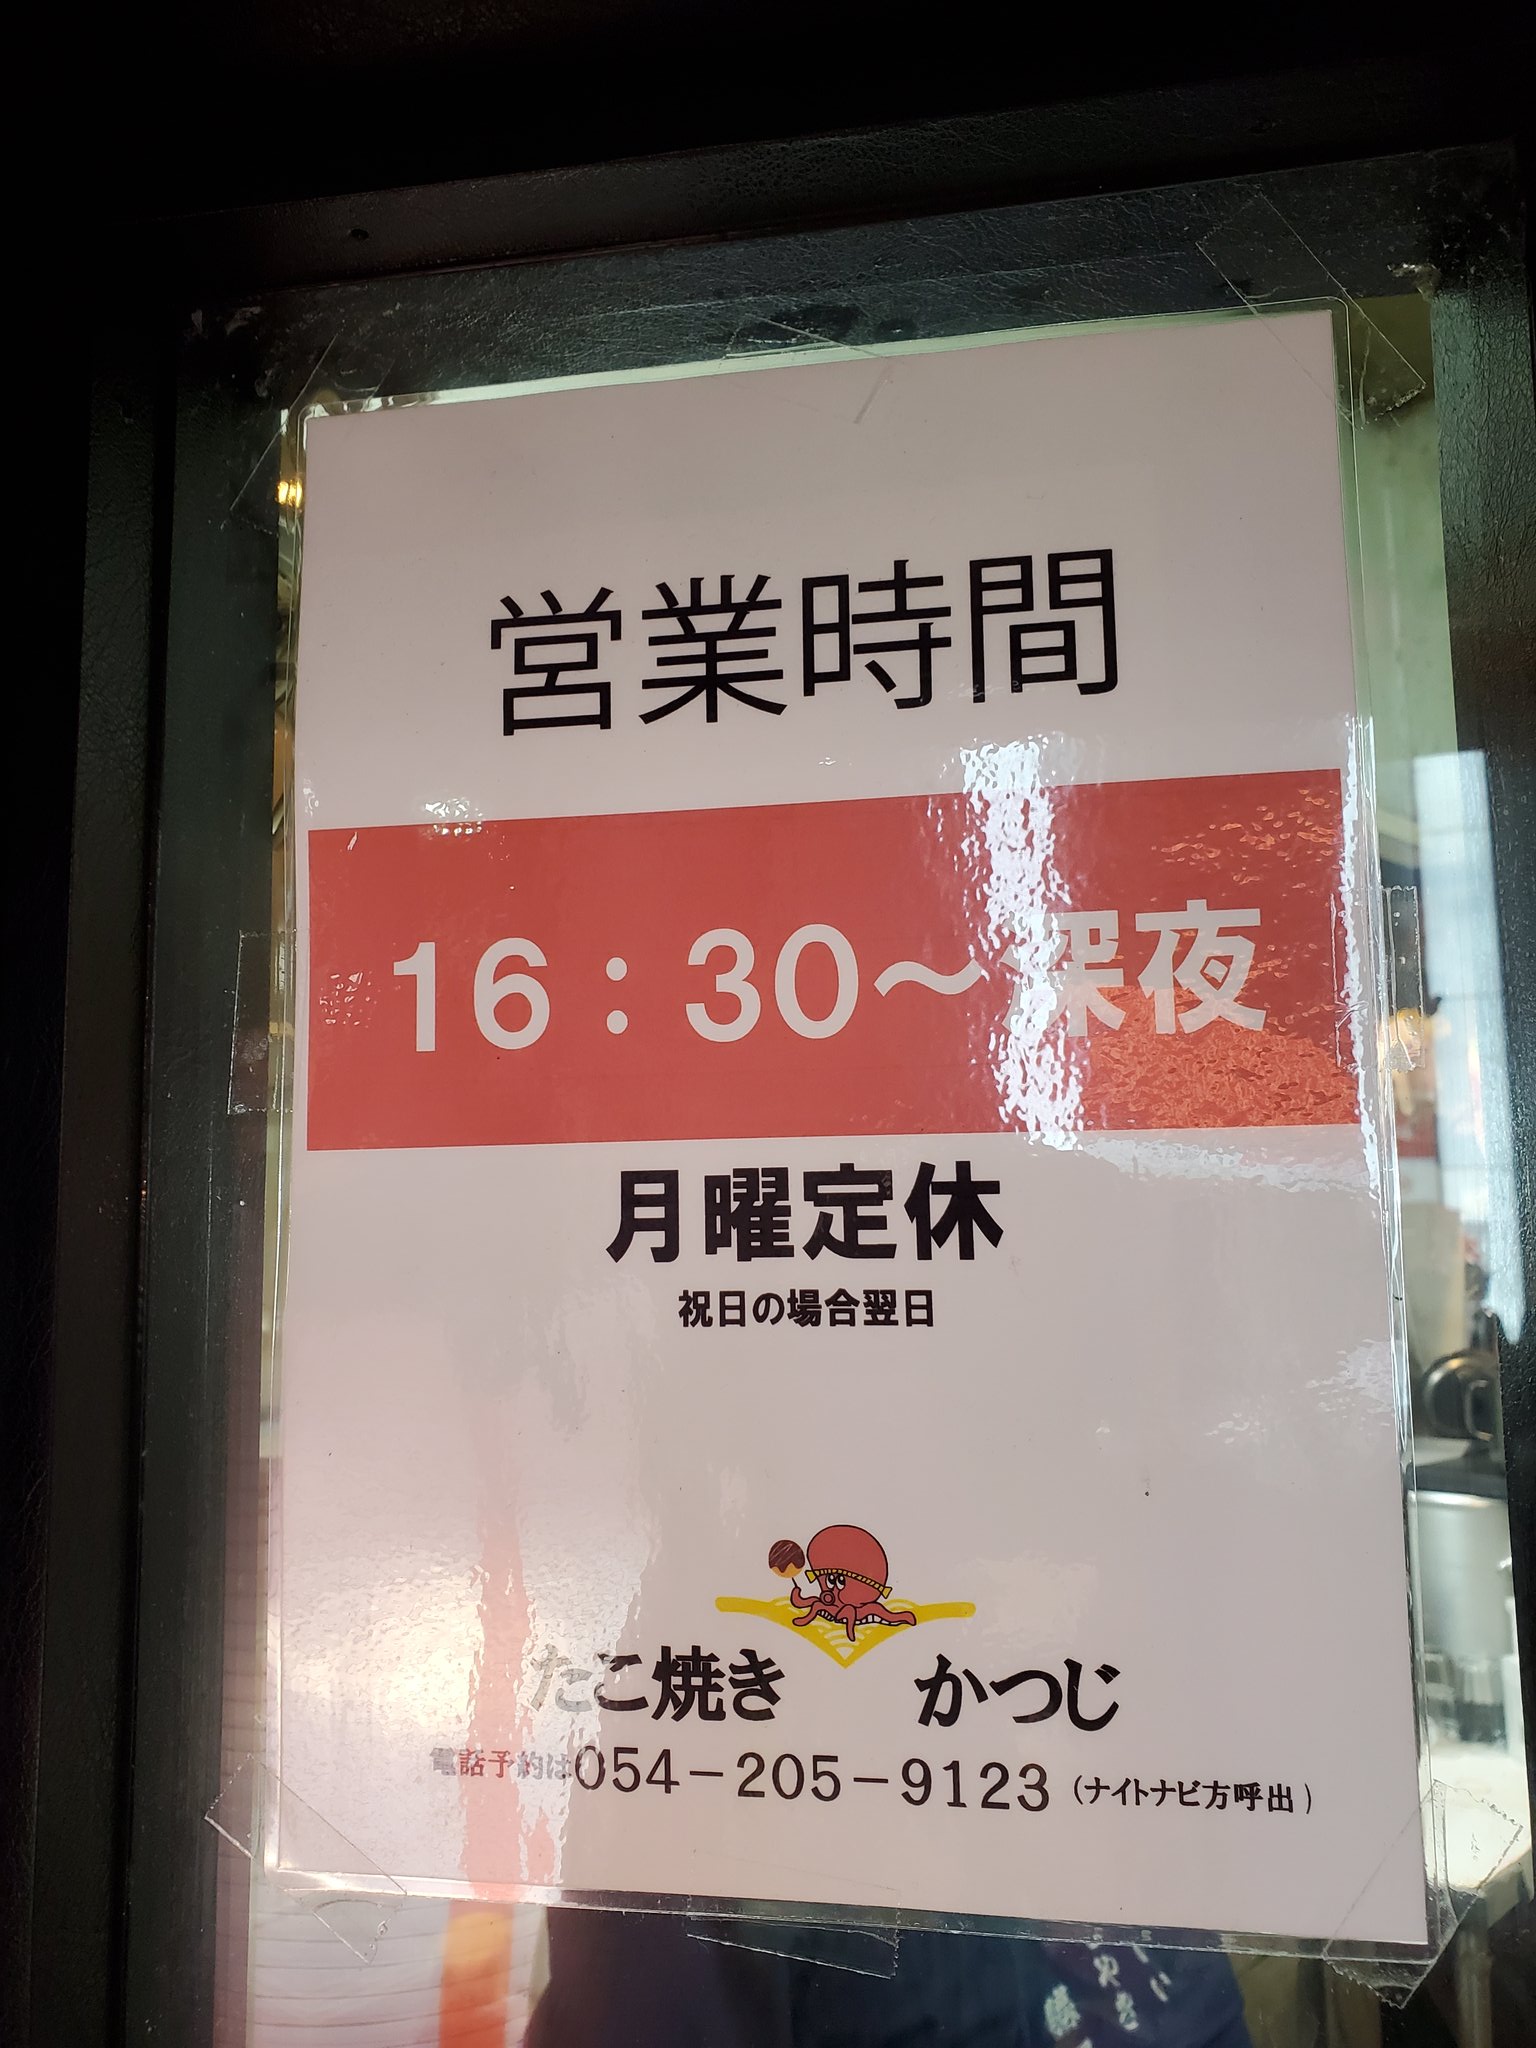 営業時間
16：30〜深夜
月曜定休
祝日の場合翌日
たこ焼き かつじ
電話予約は054－205－9123（ナイトナビ方呼出）